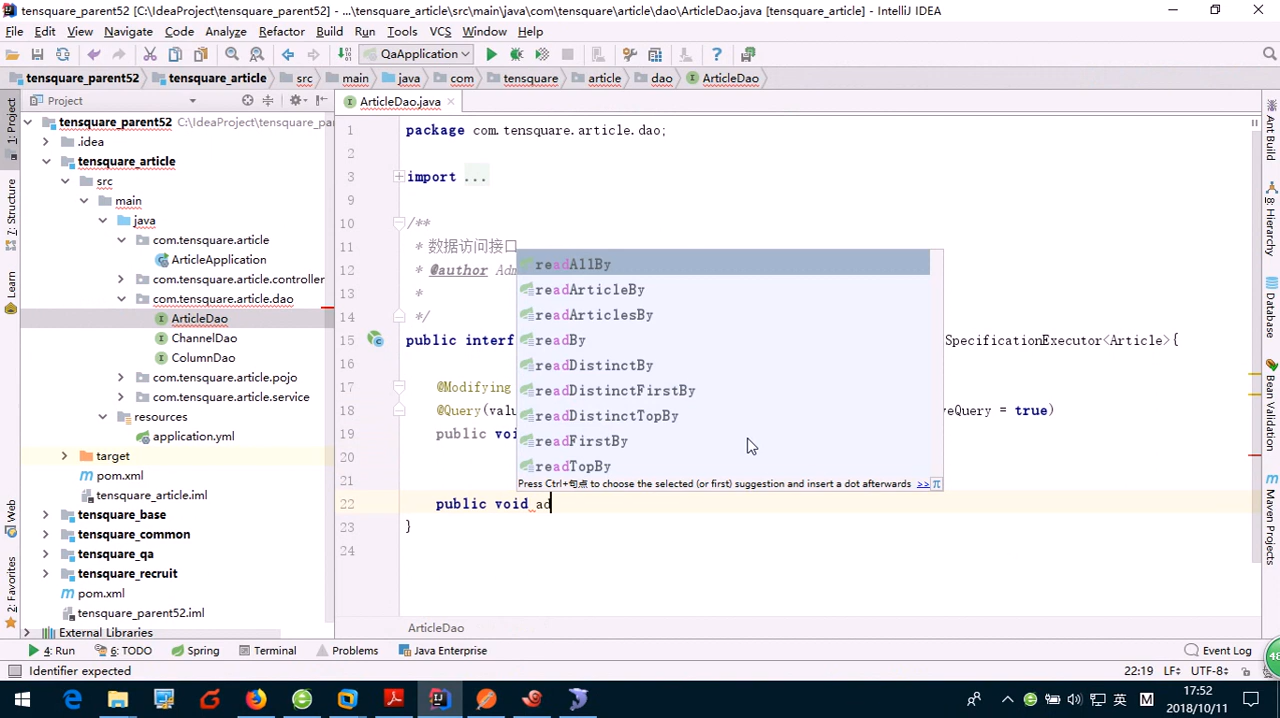 tensquare_parent52 [C:\IdeaProject\tensquare_parent52] - ...\tensquare_article\src\main\java\com\tensquare\article\dao\ArticleDao.java [tensquare_article] - IntelliJ IDEA
File Edit View Navigate Code Analyze Refactor Build Run Tools VCS Window Help
QaApplication
tensquare_parent52 tensquare_article src main java com tensquare article dao ArticleDao
Project
ArticleDao.java
1: Project
7: Structure
Learn
Web
2: Favorites
tensquare_parent52 C:\IdeaProject\tensquare_pa
.idea
tensquare_article
src
main
java
com.tensquare.article
ArticleApplication
com.tensquare.article.controller
com.tensquare.article.dao
ArticleDao
ChannelDao
ColumnDao
com.tensquare.article.pojo
com.tensquare.article.service
resources
application.yml
target
pom.xml
tensquare_article.iml
tensquare_base
tensquare_common
tensquare_qa
tensquare_recruit
pom.xml
tensquare_parent52.iml
External Libraries
1 package com.tensquare.article.dao;
2
3 import ...
9
10 /**
11 * 数据访问接口
12 * @author Adm
13 *
14 */
15 public interf SpecificationExecutor<Article>{
16
17 @Modifying
18 @Query(valu veQuery = true)
19 public voi
20
21
22 public void ad
23 }
24
readAllBy
readArticleBy
readArticlesBy
readBy
readDistinctBy
readDistinctFirstBy
readDistinctTopBy
readFirstBy
readTopBy
Press Ctrl+句点 to choose the selected (or first) suggestion and insert a dot afterwards >> π
ArticleDao
Ant Build
8: Hierarchy
Database
Bean Validation
Maven Projects
4: Run 6: TODO Spring Terminal Problems Java Enterprise Event Log
Identifier expected 22:19 LF÷ UTF-8÷
48
英 M 17:52
2018/10/11